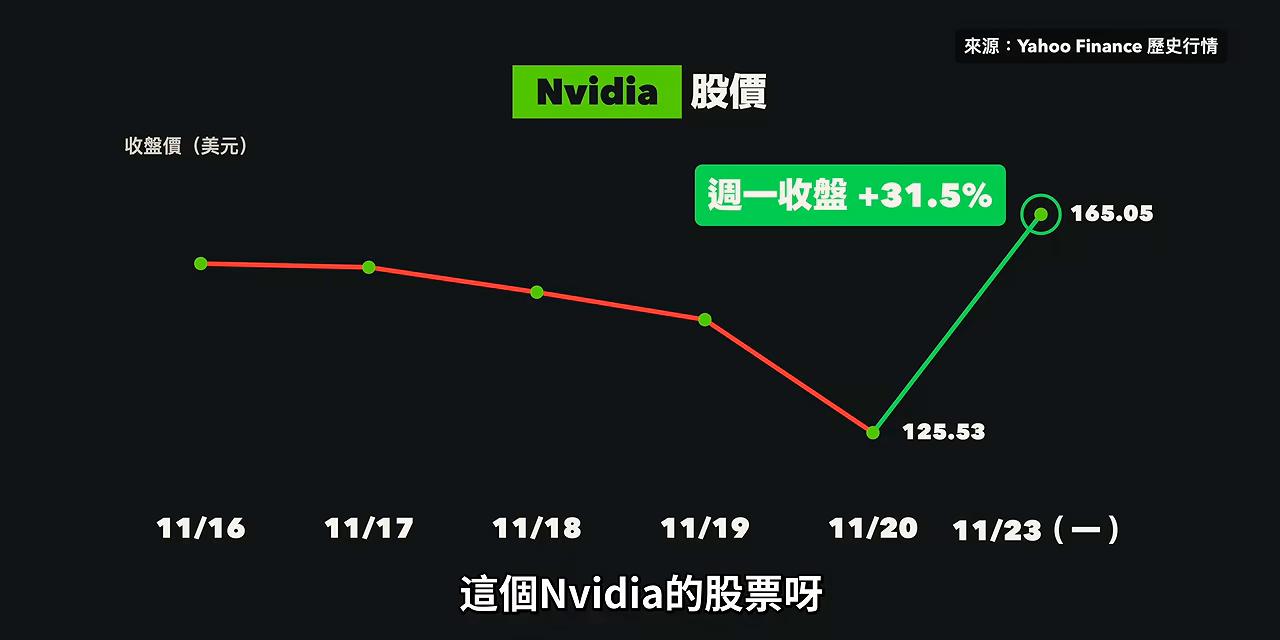 來源：Yahoo Finance 歷史行情
Nvidia 股價
收盤價（美元）
週一收盤 +31.5%
165.05
125.53
11/16 11/17 11/18 11/19 11/20 11/23（一）
這個Nvidia的股票呀